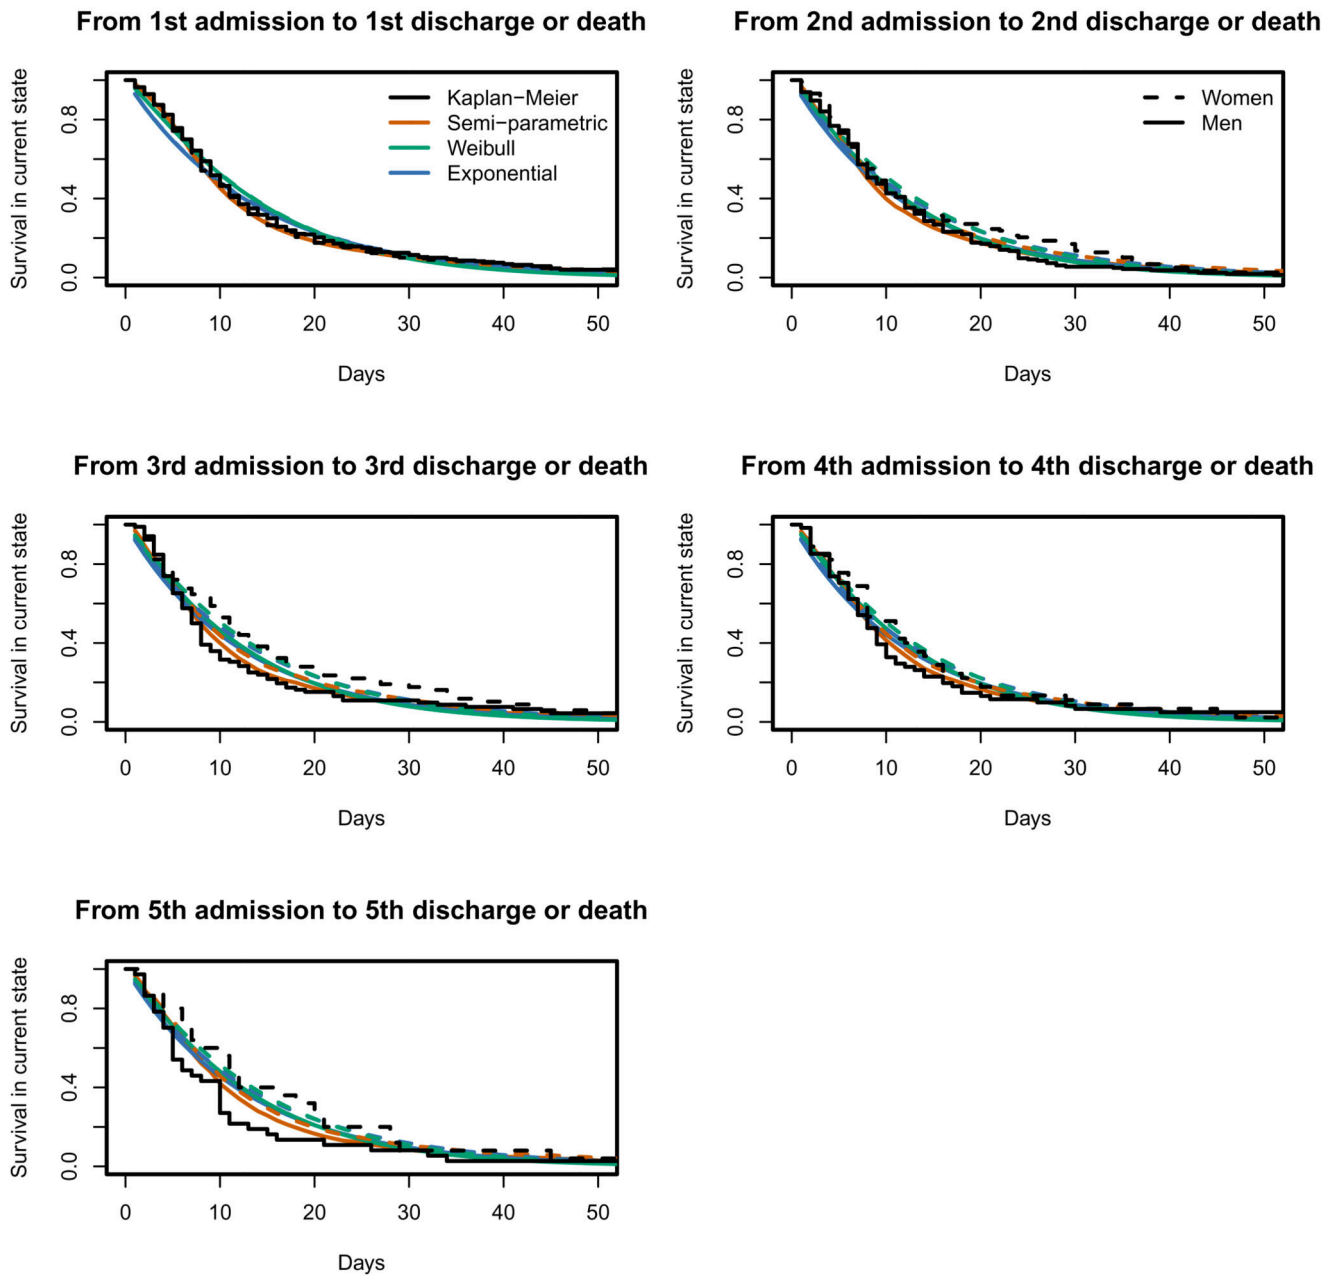 From 1st admission to 1st discharge or death
Survival in current state
0.0 0.4 0.8
Kaplan−Meier
Semi−parametric
Weibull
Exponential
0 10 20 30 40 50
Days
From 2nd admission to 2nd discharge or death
Survival in current state
0.0 0.4 0.8
Women
Men
0 10 20 30 40 50
Days
From 3rd admission to 3rd discharge or death
Survival in current state
0.0 0.4 0.8
0 10 20 30 40 50
Days
From 4th admission to 4th discharge or death
Survival in current state
0.0 0.4 0.8
0 10 20 30 40 50
Days
From 5th admission to 5th discharge or death
Survival in current state
0.0 0.4 0.8
0 10 20 30 40 50
Days